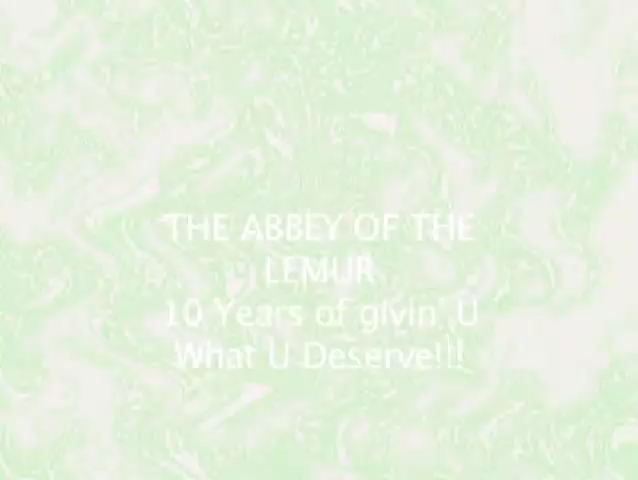 THE ABBEY OF THE
LEMUR
10 Years of givin' U
What U Deserve!!!